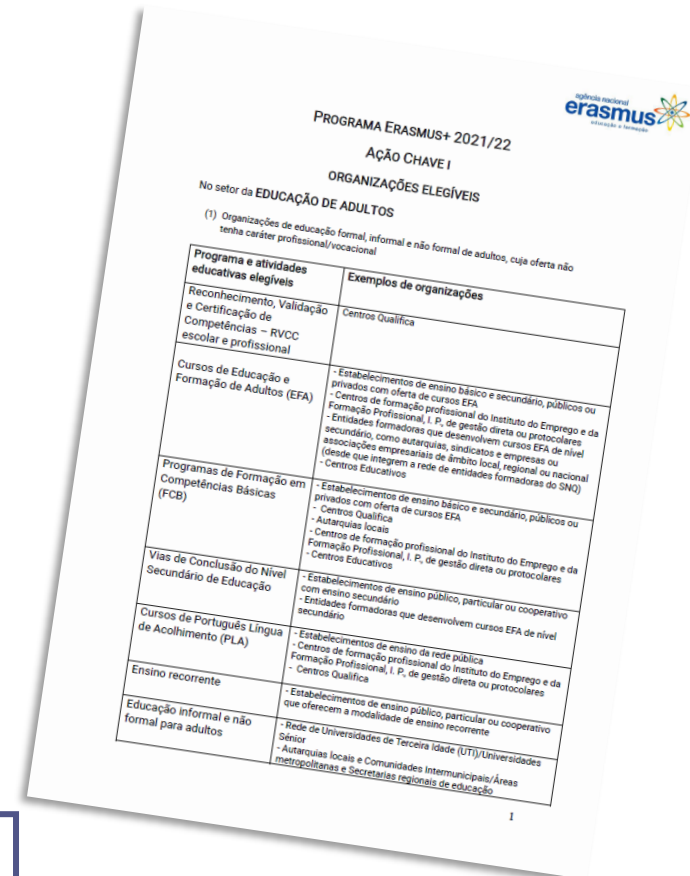 agência nacional
erasmus
educação e formação
PROGRAMA ERASMUS+ 2021/22
AÇÃO CHAVE I
ORGANIZAÇÕES ELEGÍVEIS
No setor da EDUCAÇÃO DE ADULTOS
(1) Organizações de educação formal, informal e não formal de adultos, cuja oferta não
tenha caráter profissional/vocacional
Programa e atividades
educativas elegíveis
Exemplos de organizações
Reconhecimento, Validação
e Certificação de
Competências – RVCC
escolar e profissional
Centros Qualifica
Cursos de Educação e
Formação de Adultos (EFA)
- Estabelecimentos de ensino básico e secundário, públicos ou
privados com oferta de cursos EFA
- Centros de formação profissional do Instituto do Emprego e da
Formação Profissional, I. P., de gestão direta ou protocolares
- Entidades formadoras que desenvolvem cursos EFA de nível
secundário, como autarquias, sindicatos e empresas ou
associações empresariais de âmbito local, regional ou nacional
(desde que integrem a rede de entidades formadoras do SNQ)
- Centros Educativos
Programas de Formação em
Competências Básicas
(FCB)
- Estabelecimentos de ensino básico e secundário, públicos ou
privados com oferta de cursos EFA
- Centros Qualifica
- Autarquias locais
- Centros de formação profissional do Instituto do Emprego e da
Formação Profissional, I. P., de gestão direta ou protocolares
- Centros Educativos
Vias de Conclusão do Nível
Secundário de Educação
- Estabelecimentos de ensino público, particular ou cooperativo
com ensino secundário
- Entidades formadoras que desenvolvem cursos EFA de nível
secundário
Cursos de Português Língua
de Acolhimento (PLA)
- Estabelecimentos de ensino da rede pública
- Centros de formação profissional do Instituto do Emprego e da
Formação Profissional, I. P., de gestão direta ou protocolares
- Centros Qualifica
Ensino recorrente
- Estabelecimentos de ensino público, particular ou cooperativo
que oferecem a modalidade de ensino recorrente
Educação informal e não
formal para adultos
- Rede de Universidades de Terceira Idade (UTI)/Universidades
Sénior
- Autarquias locais e Comunidades Intermunicipais/Áreas
metropolitanas e Secretarias regionais de educação
1